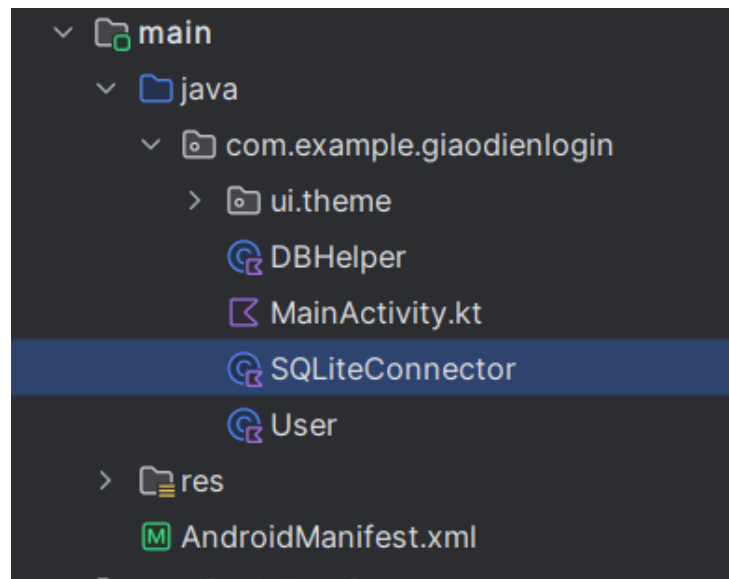 main
java
com.example.giaodienlogin
ui.theme
DBHelper
MainActivity.kt
SQLiteConnector
User
res
AndroidManifest.xml